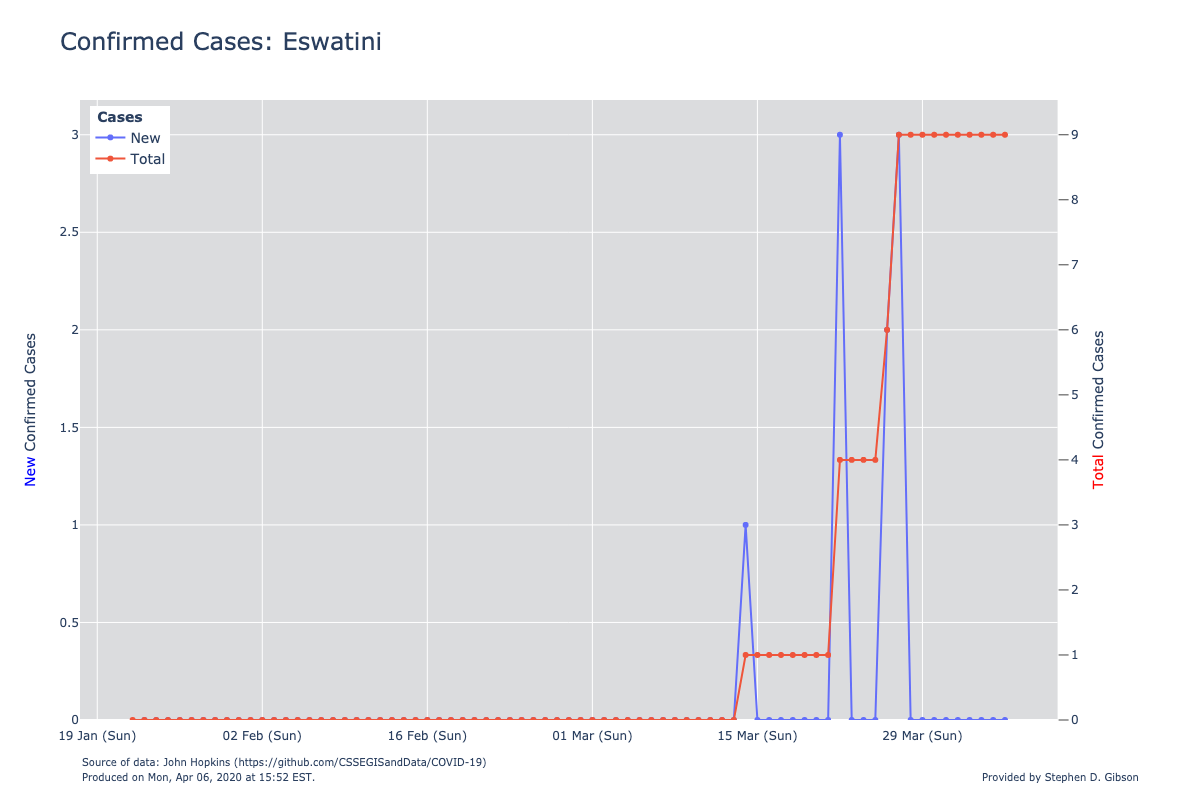 Confirmed Cases: Eswatini
Cases
New
Total
3
2.5
2
1.5
1
0.5
0
9
8
7
6
5
4
3
2
1
0
New Confirmed Cases
Total Confirmed Cases
19 Jan (Sun)
02 Feb (Sun)
16 Feb (Sun)
01 Mar (Sun)
15 Mar (Sun)
29 Mar (Sun)
Source of data: John Hopkins (https://github.com/CSSEGISandData/COVID-19)
Produced on Mon, Apr 06, 2020 at 15:52 EST.
Provided by Stephen D. Gibson